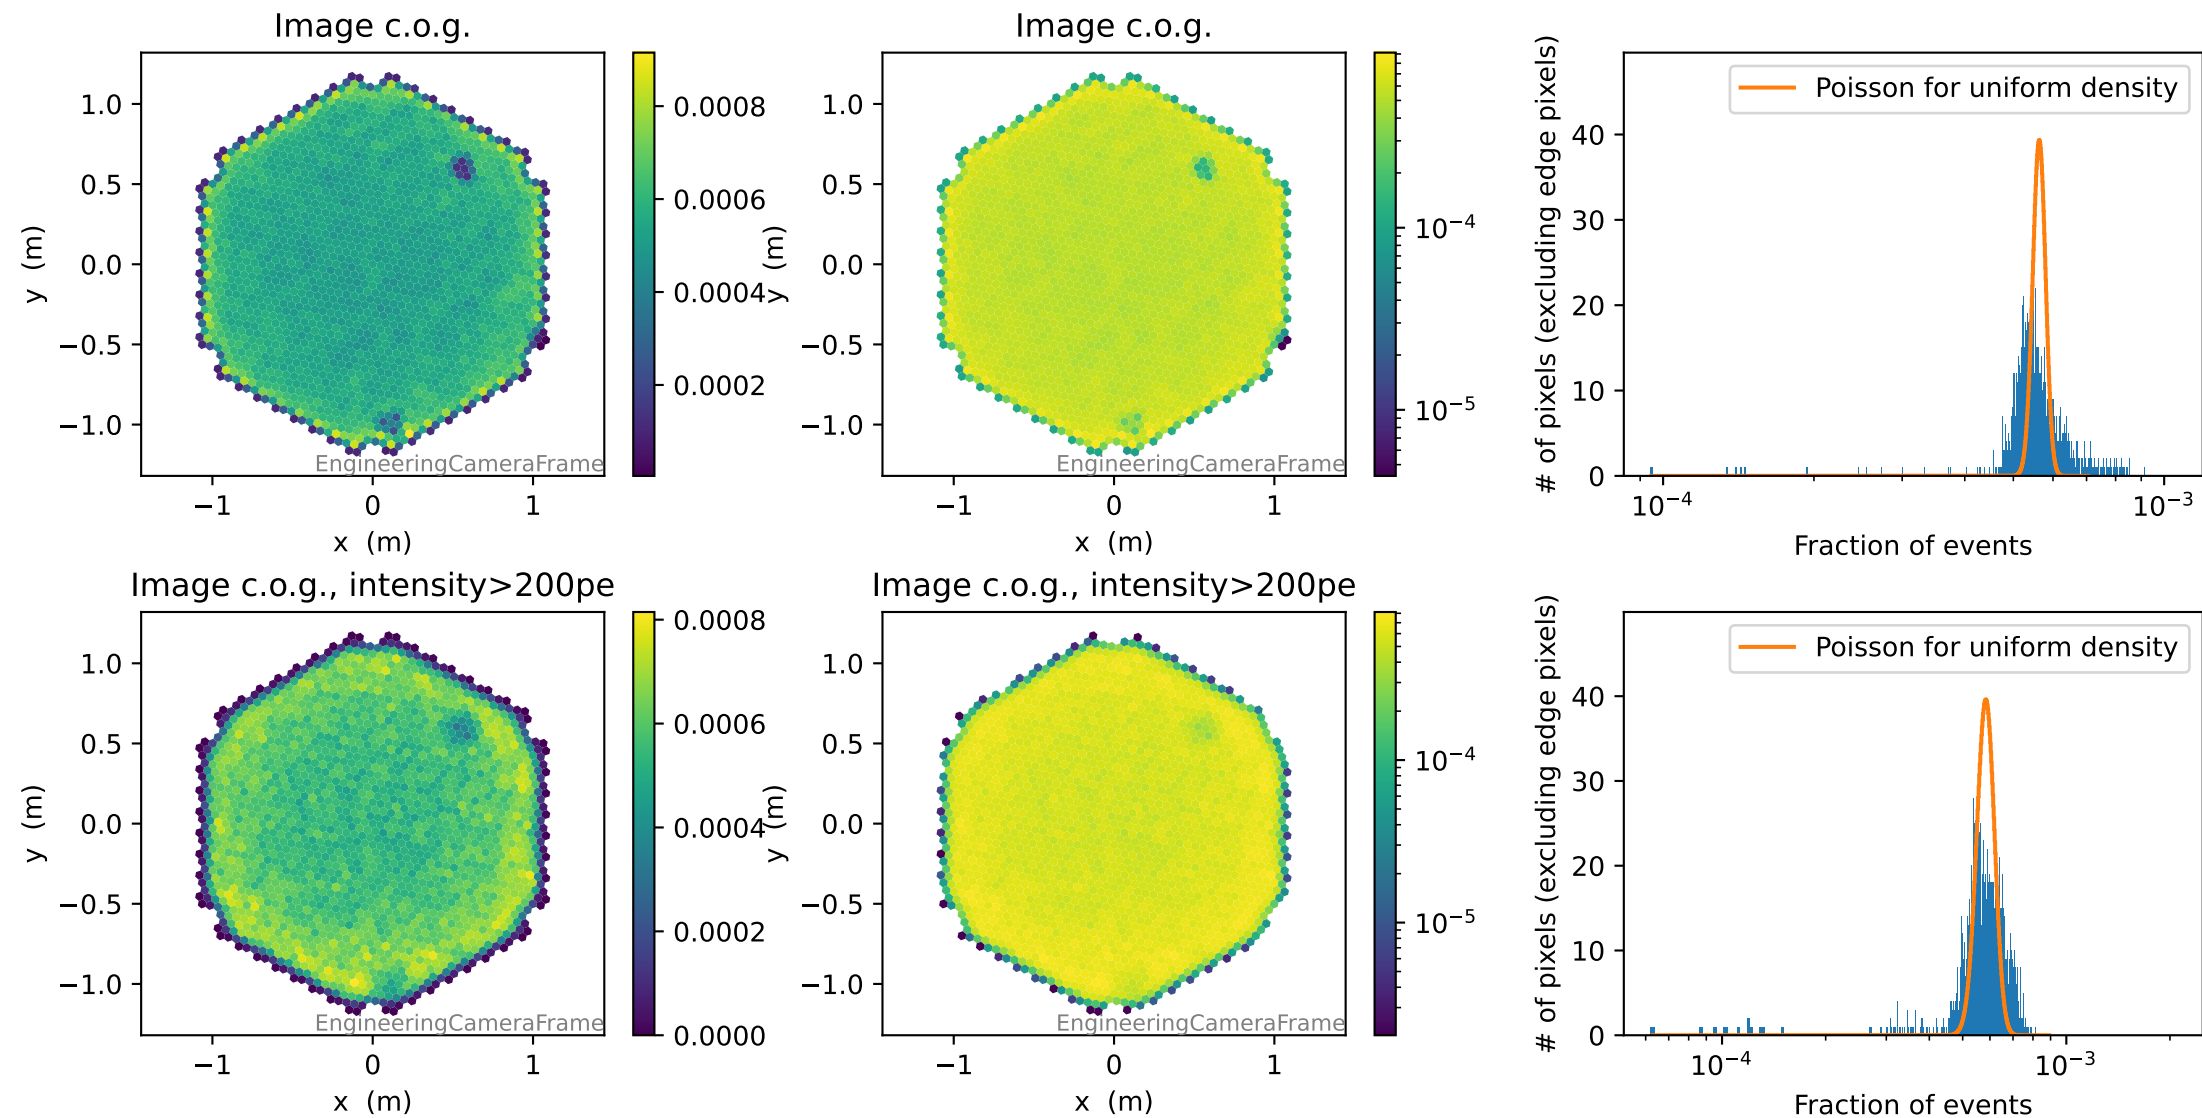 Image c.o.g.
1.0
0.5
0.0
−0.5
−1.0
y (m)
−1
0
1
x (m)
EngineeringCameraFrame
0.0008
0.0006
0.0004
0.0002
Image c.o.g.
1.0
0.5
0.0
−0.5
−1.0
y (m)
−1
0
1
x (m)
EngineeringCameraFrame
10⁻⁴
10⁻⁵
# of pixels (excluding edge pixels)
40
30
20
10
0
Poisson for uniform density
10⁻⁴
10⁻³
Fraction of events
Image c.o.g., intensity>200pe
1.0
0.5
0.0
−0.5
−1.0
y (m)
−1
0
1
x (m)
EngineeringCameraFrame
0.0008
0.0006
0.0004
0.0002
0.0000
Image c.o.g., intensity>200pe
1.0
0.5
0.0
−0.5
−1.0
y (m)
−1
0
1
x (m)
EngineeringCameraFrame
10⁻⁴
10⁻⁵
# of pixels (excluding edge pixels)
40
30
20
10
0
Poisson for uniform density
10⁻⁴
10⁻³
Fraction of events